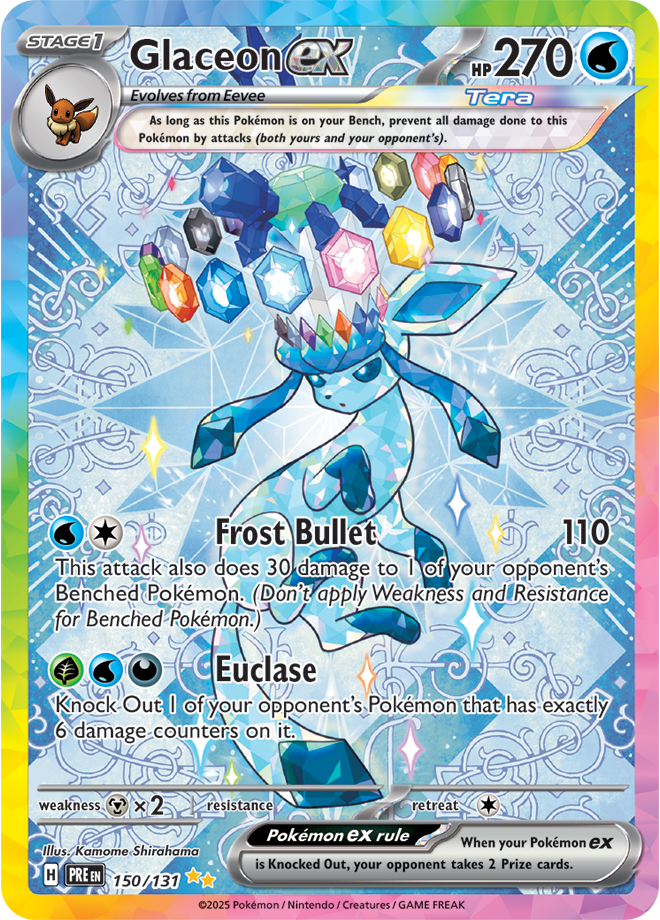 STAGE1
Glaceon ex HP 270
Evolves from Eevee Tera
As long as this Pokémon is on your Bench, prevent all damage done to this
Pokémon by attacks (both yours and your opponent's).
Frost Bullet 110
This attack also does 30 damage to 1 of your opponent's
Benched Pokémon. (Don't apply Weakness and Resistance
for Benched Pokémon.)
Euclase
Knock Out 1 of your opponent's Pokémon that has exactly
6 damage counters on it.
weakness ×2 resistance retreat
Illus. Kamome Shirahama
Pokémon ex rule When your Pokémon ex
is Knocked Out, your opponent takes 2 Prize cards.
H PRE EN 150/131
©2025 Pokémon / Nintendo / Creatures / GAME FREAK